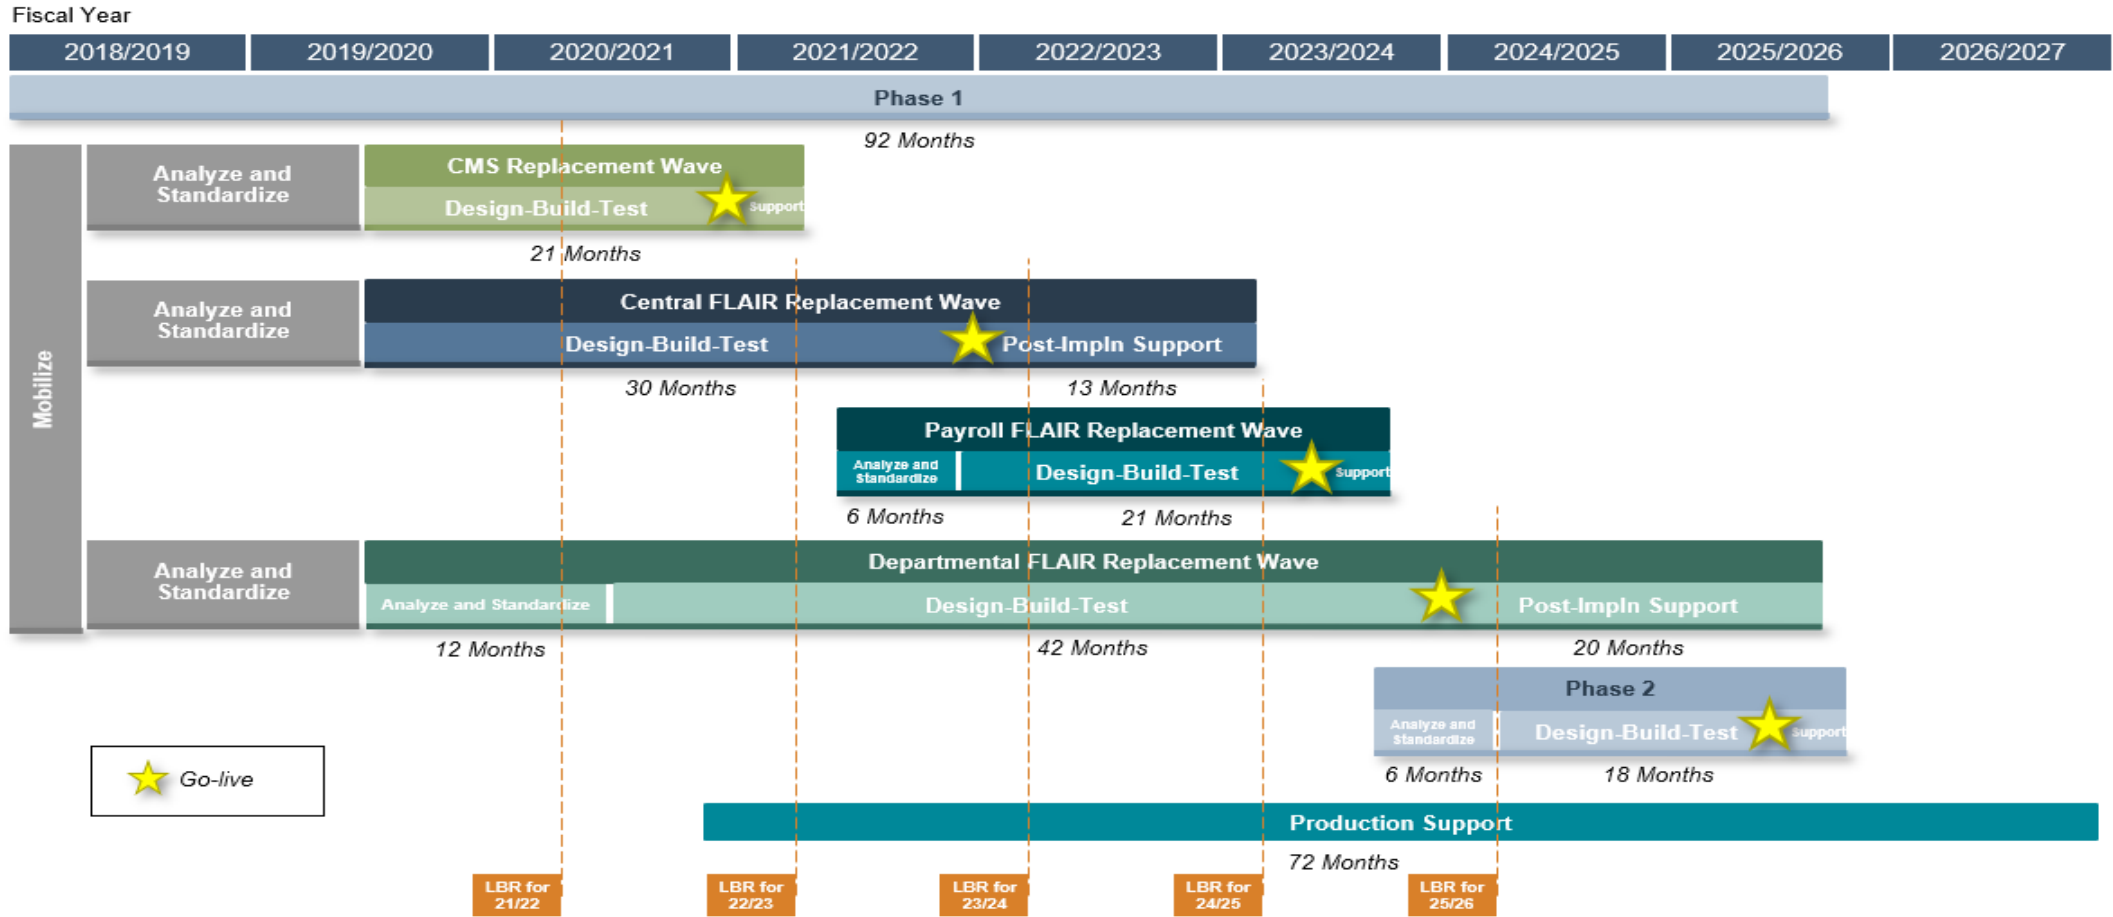 Fiscal Year
2018/2019
2019/2020
2020/2021
2021/2022
2022/2023
2023/2024
2024/2025
2025/2026
2026/2027
Phase 1
92 Months
Mobilize
Analyze and
Standardize
CMS Replacement Wave
Design-Build-Test
Support
21 Months
Analyze and
Standardize
Central FLAIR Replacement Wave
Design-Build-Test
Post-Impln Support
30 Months
13 Months
Payroll FLAIR Replacement Wave
Analyze and
Standardize
Design-Build-Test
Support
6 Months
21 Months
Analyze and
Standardize
Departmental FLAIR Replacement Wave
Analyze and Standardize
Design-Build-Test
Post-Impln Support
12 Months
42 Months
20 Months
Phase 2
Analyze and
Standardize
Design-Build-Test
Support
6 Months
18 Months
Go-live
Production Support
72 Months
LBR for
21/22
LBR for
22/23
LBR for
23/24
LBR for
24/25
LBR for
25/26